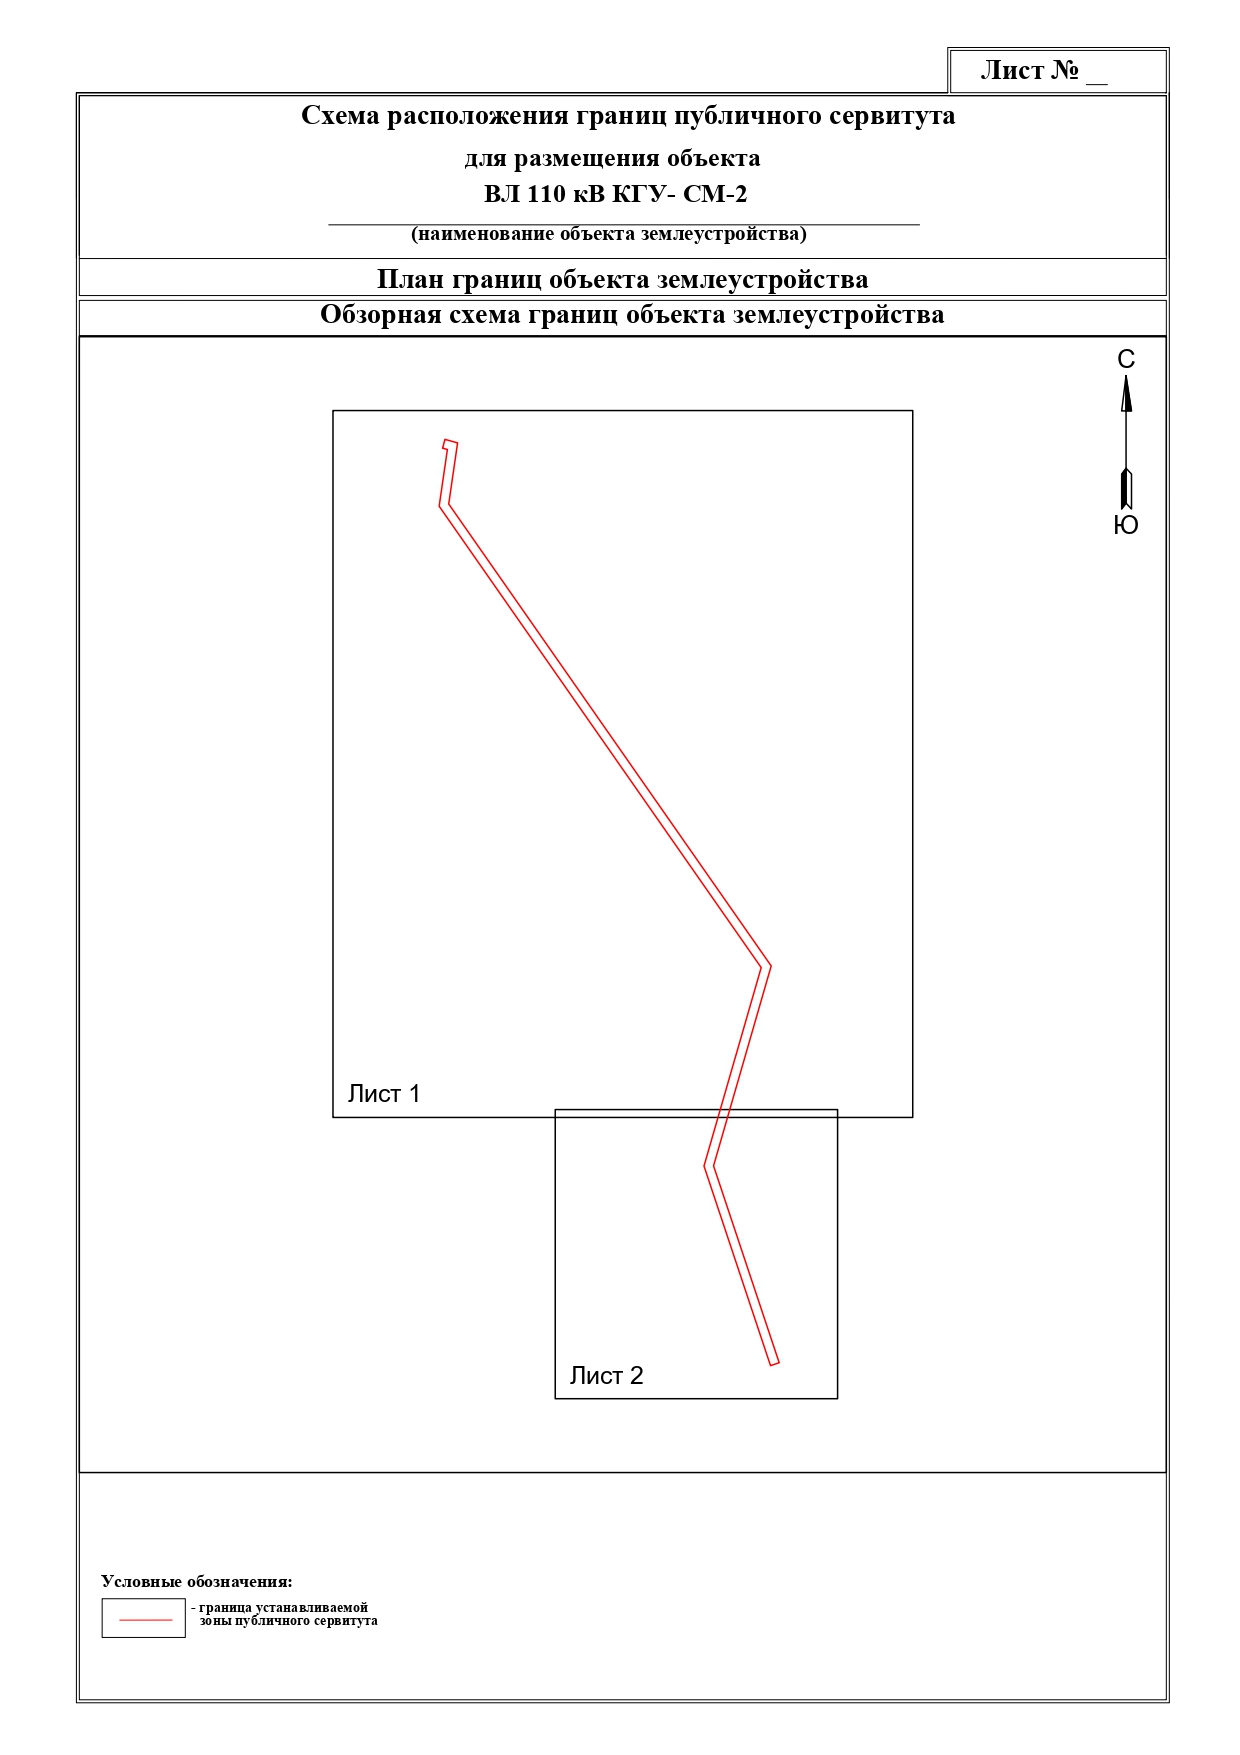 Лист № __
Схема расположения границ публичного сервитута
для размещения объекта
ВЛ 110 кВ КГУ- СМ-2
(наименование объекта землеустройства)
План границ объекта землеустройства
Обзорная схема границ объекта землеустройства
С
Ю
Лист 1
Лист 2
Условные обозначения:
- граница устанавливаемой
зоны публичного сервитута